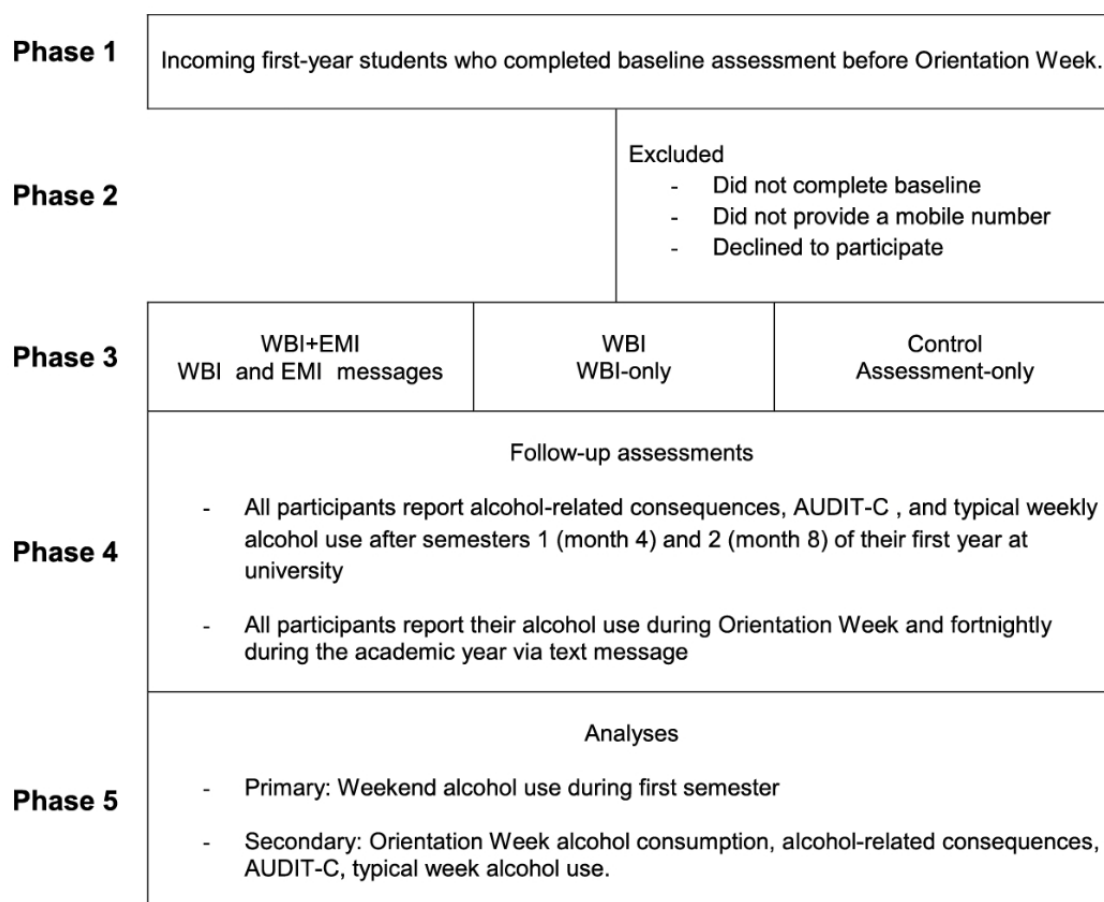 Phase 1
Incoming first-year students who completed baseline assessment before Orientation Week.
Phase 2
Excluded
- Did not complete baseline
- Did not provide a mobile number
- Declined to participate
Phase 3
WBI+EMI
WBI and EMI messages
WBI
WBI-only
Control
Assessment-only
Phase 4
Follow-up assessments
- All participants report alcohol-related consequences, AUDIT-C , and typical weekly
alcohol use after semesters 1 (month 4) and 2 (month 8) of their first year at
university
- All participants report their alcohol use during Orientation Week and fortnightly
during the academic year via text message
Phase 5
Analyses
- Primary: Weekend alcohol use during first semester
- Secondary: Orientation Week alcohol consumption, alcohol-related consequences,
AUDIT-C, typical week alcohol use.